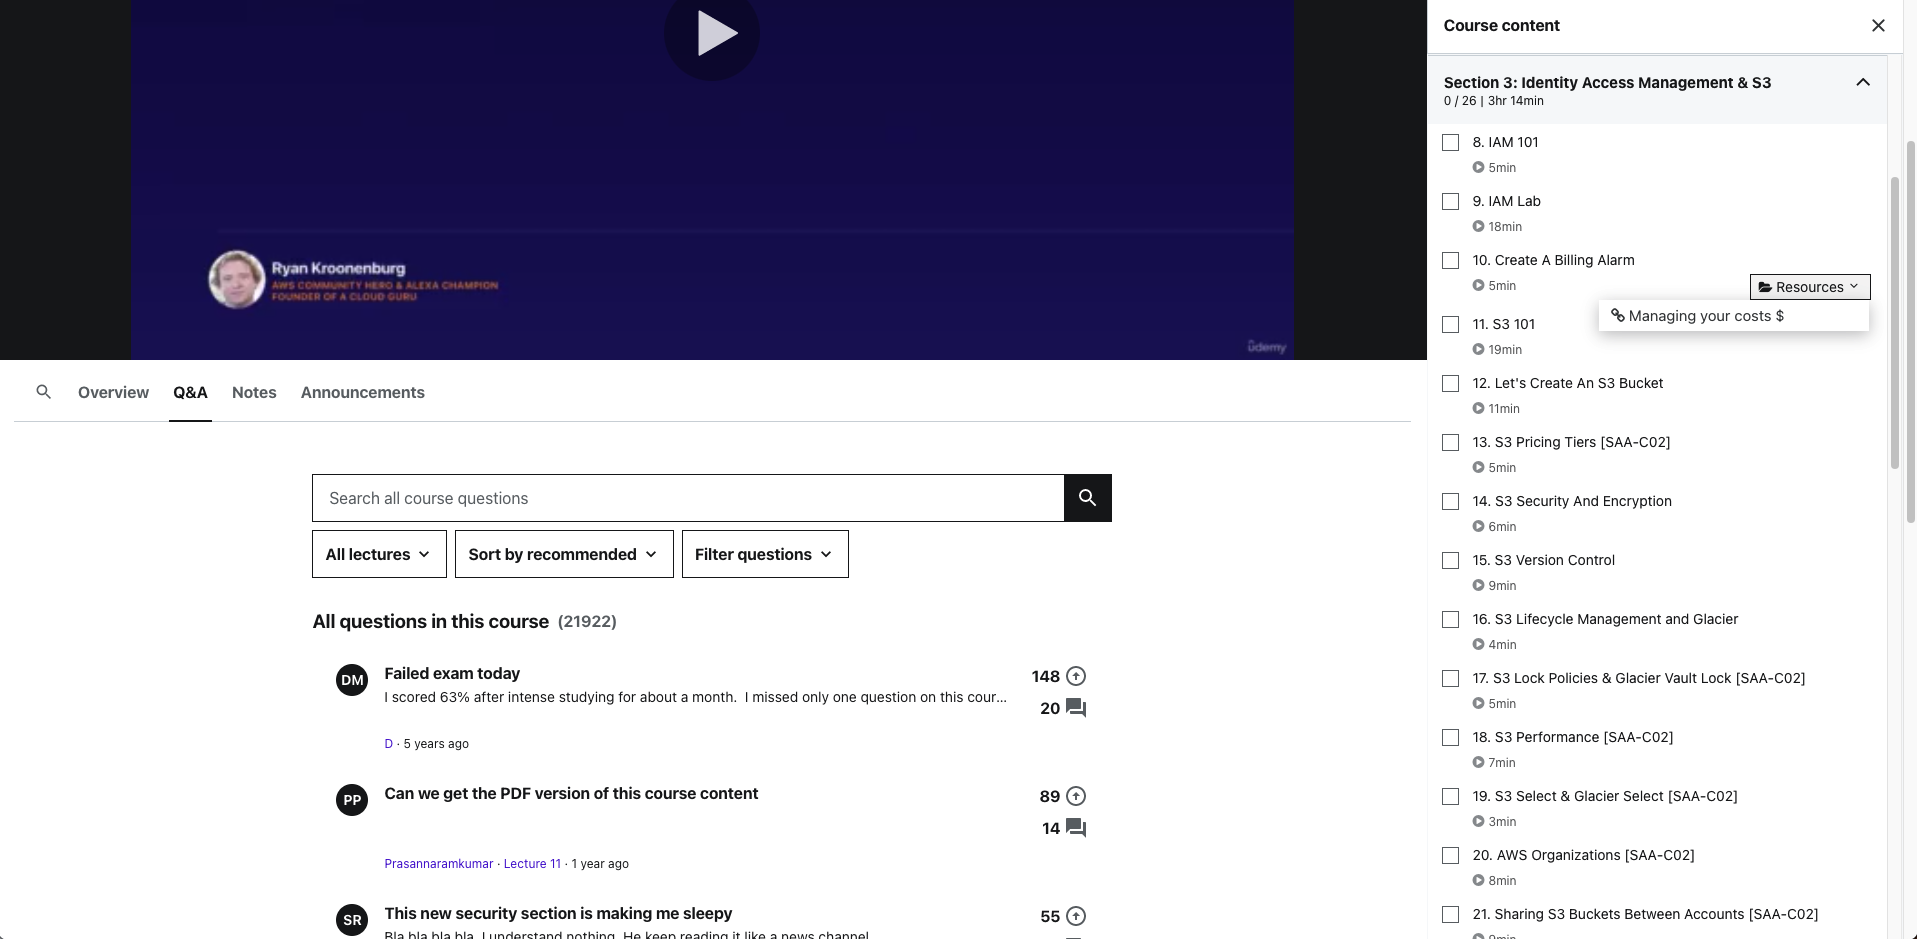 Ryan Kroonenburg
AWS COMMUNITY HERO & ALEXA CHAMPION
FOUNDER OF A CLOUD GURU
ûdemy
Overview
Q&A
Notes
Announcements
Search all course questions
All lectures
Sort by recommended
Filter questions
All questions in this course (21922)
DM
Failed exam today
148
I scored 63% after intense studying for about a month. I missed only one question on this cour...
20
D · 5 years ago
PP
Can we get the PDF version of this course content
89
14
Prasannaramkumar · Lecture 11 · 1 year ago
SR
This new security section is making me sleepy
55
Bla bla bla bla. I understand nothing. He keep reading it like a news channel
Course content
Section 3: Identity Access Management & S3
0 / 26 | 3hr 14min
8. IAM 101
5min
9. IAM Lab
18min
10. Create A Billing Alarm
5min
Resources
Managing your costs $
11. S3 101
19min
12. Let's Create An S3 Bucket
11min
13. S3 Pricing Tiers [SAA-C02]
5min
14. S3 Security And Encryption
6min
15. S3 Version Control
9min
16. S3 Lifecycle Management and Glacier
4min
17. S3 Lock Policies & Glacier Vault Lock [SAA-C02]
5min
18. S3 Performance [SAA-C02]
7min
19. S3 Select & Glacier Select [SAA-C02]
3min
20. AWS Organizations [SAA-C02]
8min
21. Sharing S3 Buckets Between Accounts [SAA-C02]